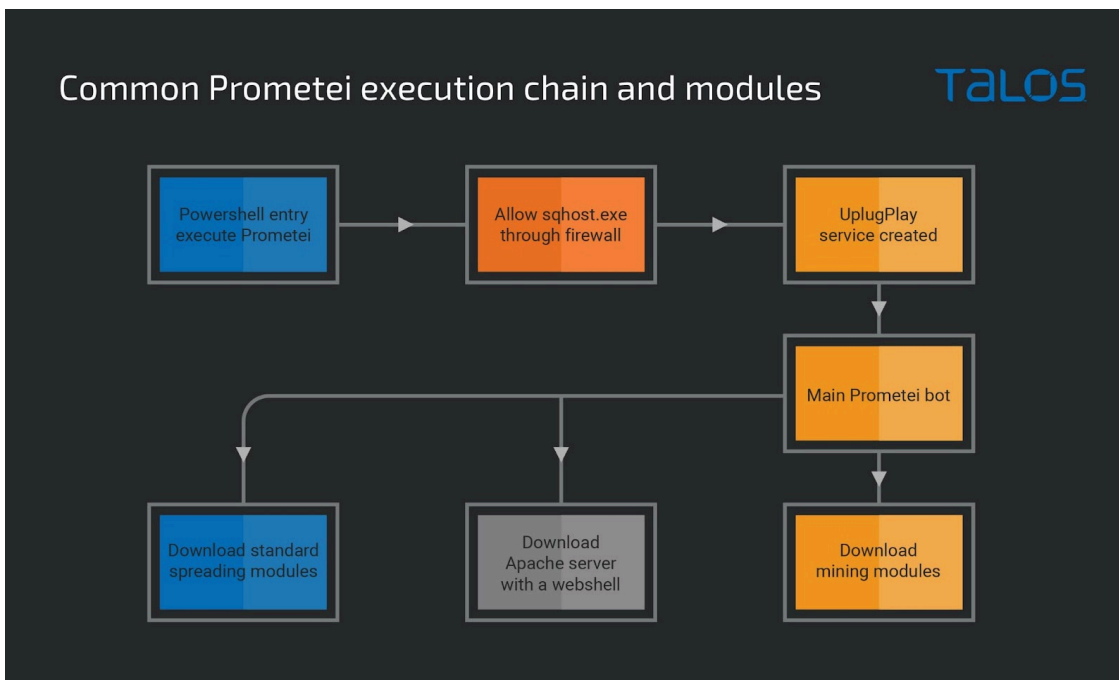 Common Prometei execution chain and modules
TALOS
Powershell entry
execute Prometei
Allow sqhost.exe
through firewall
UplugPlay
service created
Main Prometei bot
Download standard
spreading modules
Download
Apache server
with a webshell
Download
mining modules